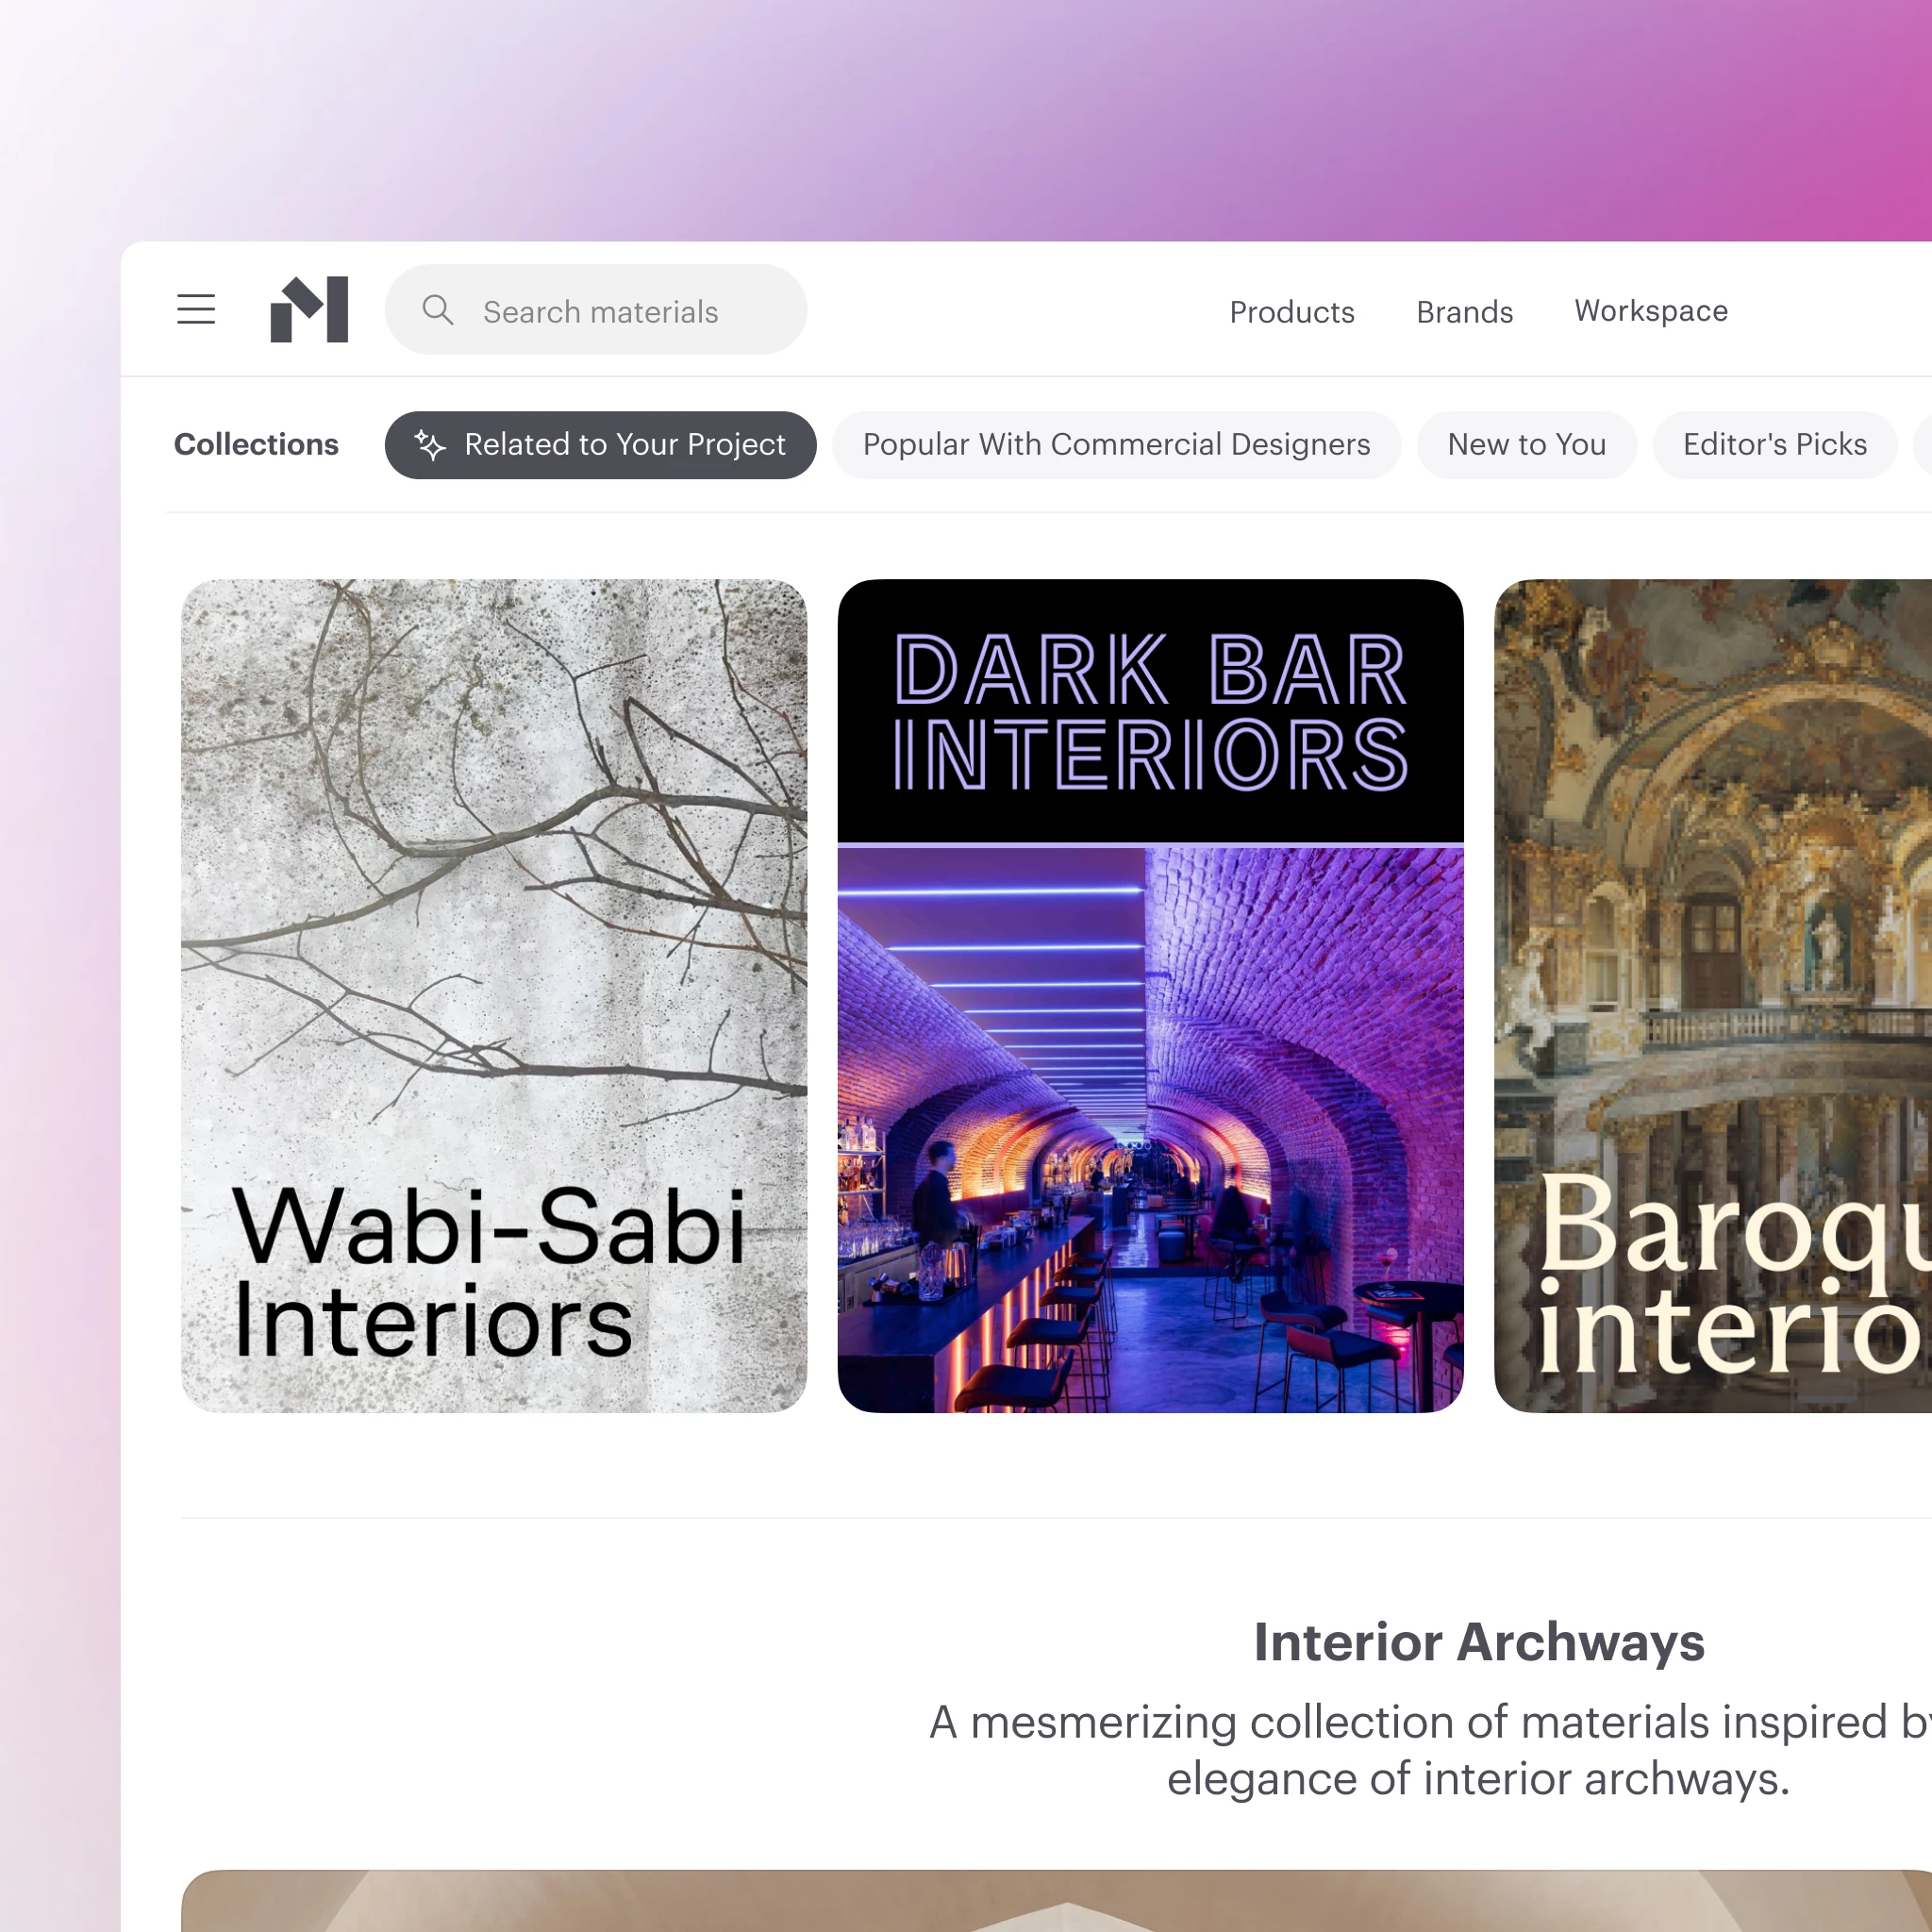 Search materials
Products
Brands
Workspace
Collections
Related to Your Project
Popular With Commercial Designers
New to You
Editor's Picks
Wabi-Sabi
Interiors
DARK BAR
INTERIORS
Baroqu
interio
Interior Archways
A mesmerizing collection of materials inspired by
elegance of interior archways.